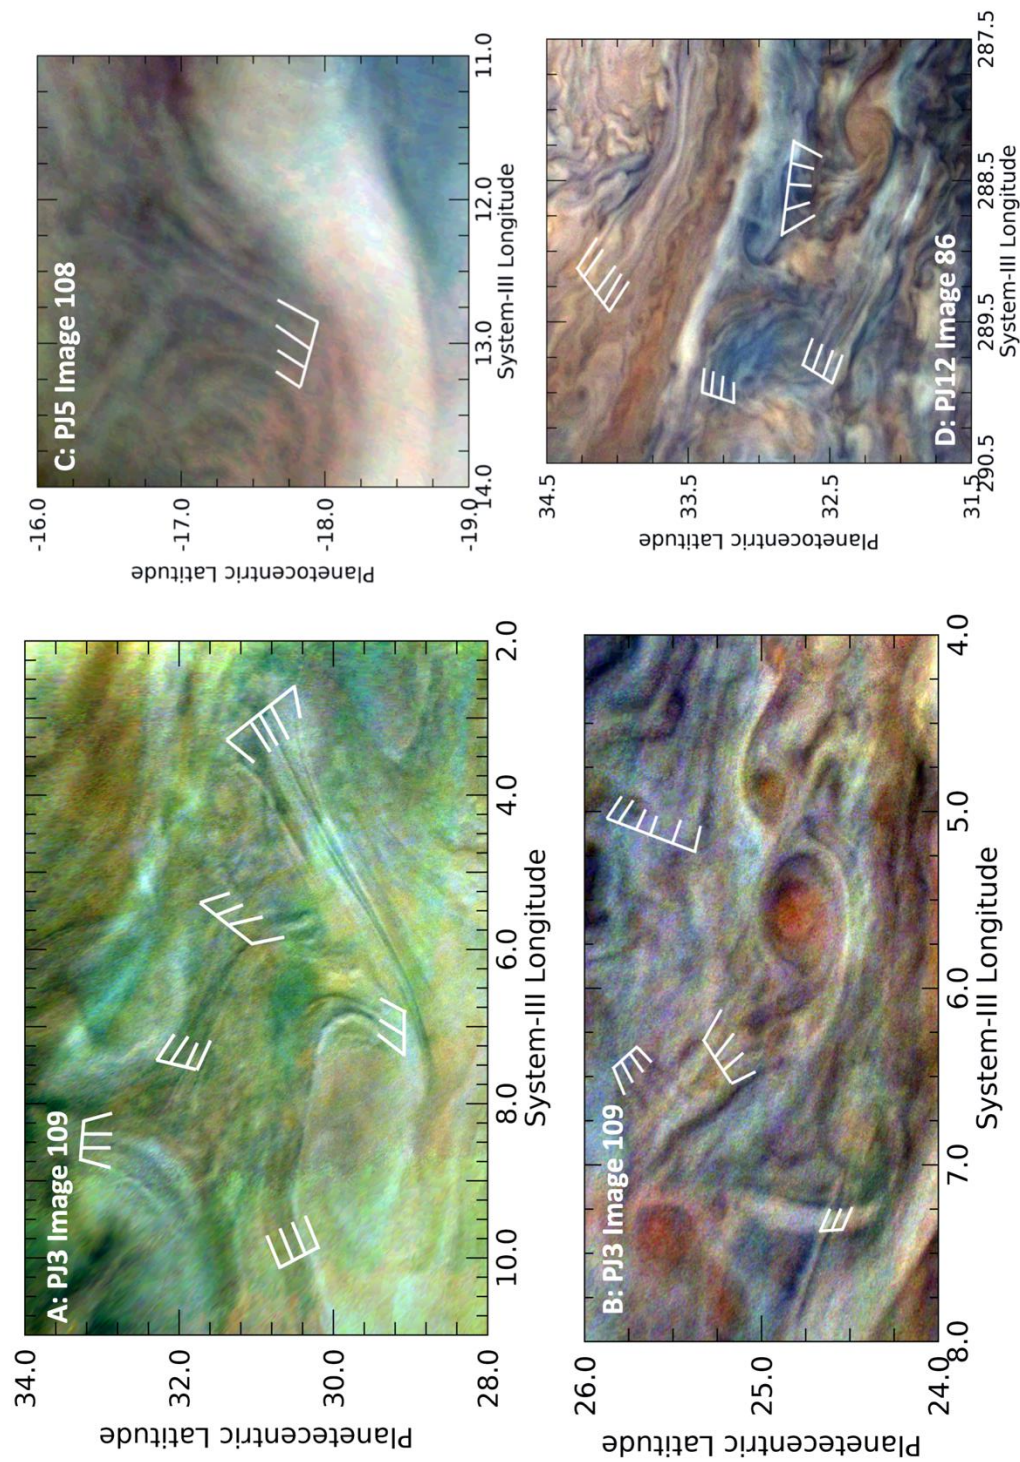 A: PJ3 Image 109
34.0
32.0
30.0
28.0
Planetecentric Latitude
10.0
8.0
6.0
4.0
2.0
System-III Longitude
B: PJ3 Image 109
26.0
25.0
24.0
Planetecentric Latitude
8.0
7.0
6.0
5.0
4.0
System-III Longitude
C: PJ5 Image 108
-16.0
-17.0
-18.0
-19.0
Planetocentric Latitude
14.0
13.0
12.0
11.0
System-III Longitude
D: PJ12 Image 86
34.5
33.5
32.5
31.5
Planetocentric Latitude
290.5
289.5
288.5
287.5
System-III Longitude